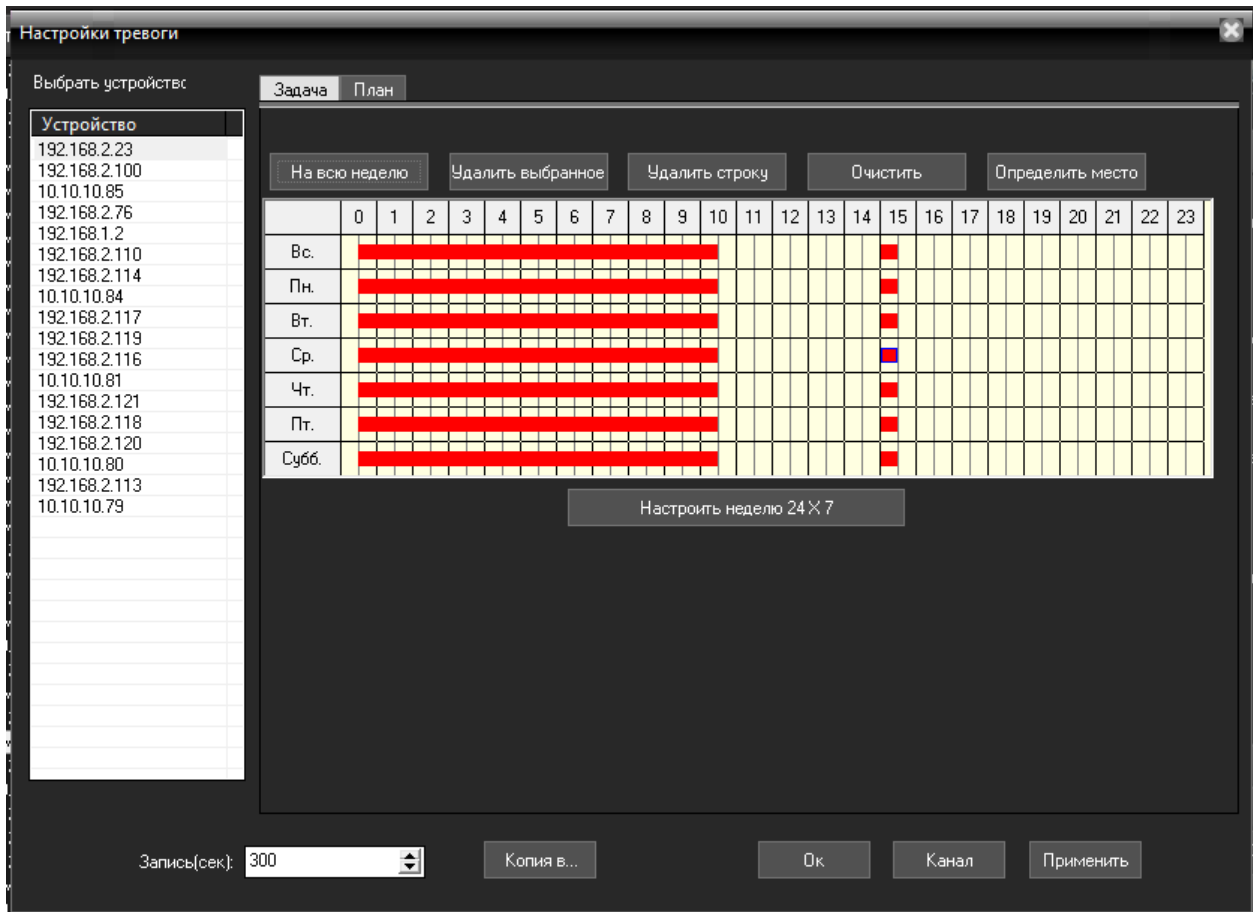 Настройки тревоги
Выбрать устройство
Задача План
Устройство
192.168.2.23
192.168.2.100
10.10.10.85
192.168.2.76
192.168.1.2
192.168.2.110
192.168.2.114
10.10.10.84
192.168.2.117
192.168.2.119
192.168.2.116
10.10.10.81
192.168.2.121
192.168.2.118
192.168.2.120
10.10.10.80
192.168.2.113
10.10.10.79
На всю неделю Удалить выбранное Удалить строку Очистить Определить место
0 1 2 3 4 5 6 7 8 9 10 11 12 13 14 15 16 17 18 19 20 21 22 23
Вс.
Пн.
Вт.
Ср.
Чт.
Пт.
Субб.
Настроить неделю 24 X 7
Запись(сек): 300 Копия в... Ок Канал Применить